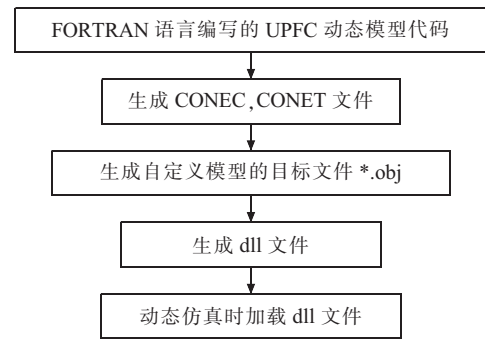 FORTRAN 语言编写的 UPFC 动态模型代码
生成 CONEC,CONET 文件
生成自定义模型的目标文件 *.obj
生成 dll 文件
动态仿真时加载 dll 文件